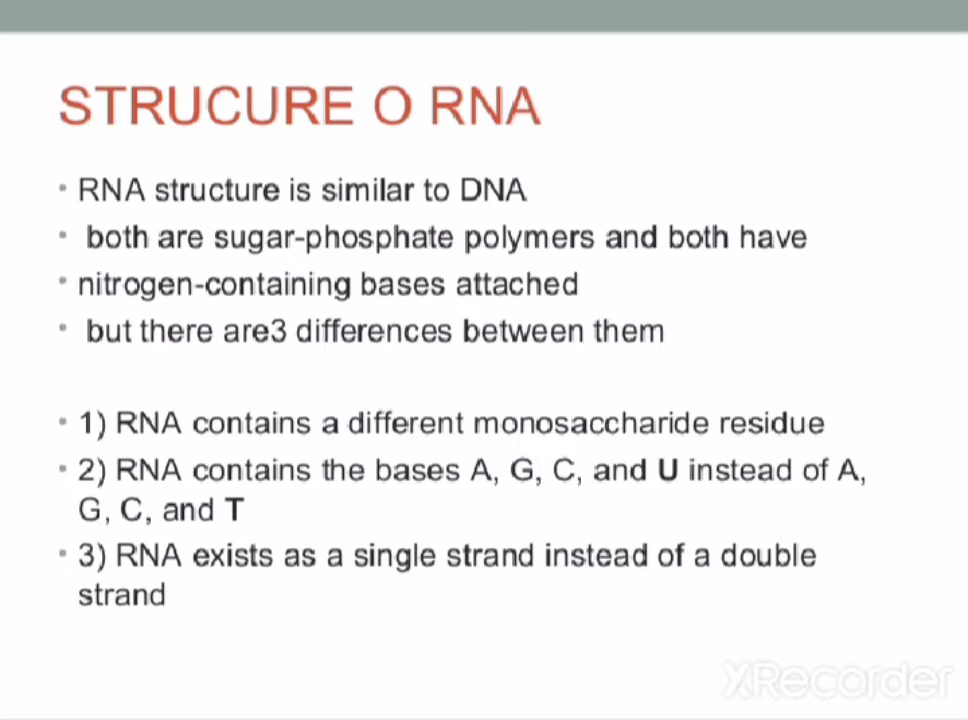 STRUCURE O RNA
• RNA structure is similar to DNA
• both are sugar-phosphate polymers and both have
• nitrogen-containing bases attached
• but there are3 differences between them
• 1) RNA contains a different monosaccharide residue
• 2) RNA contains the bases A, G, C, and U instead of A,
G, C, and T
• 3) RNA exists as a single strand instead of a double
strand
XRecorder